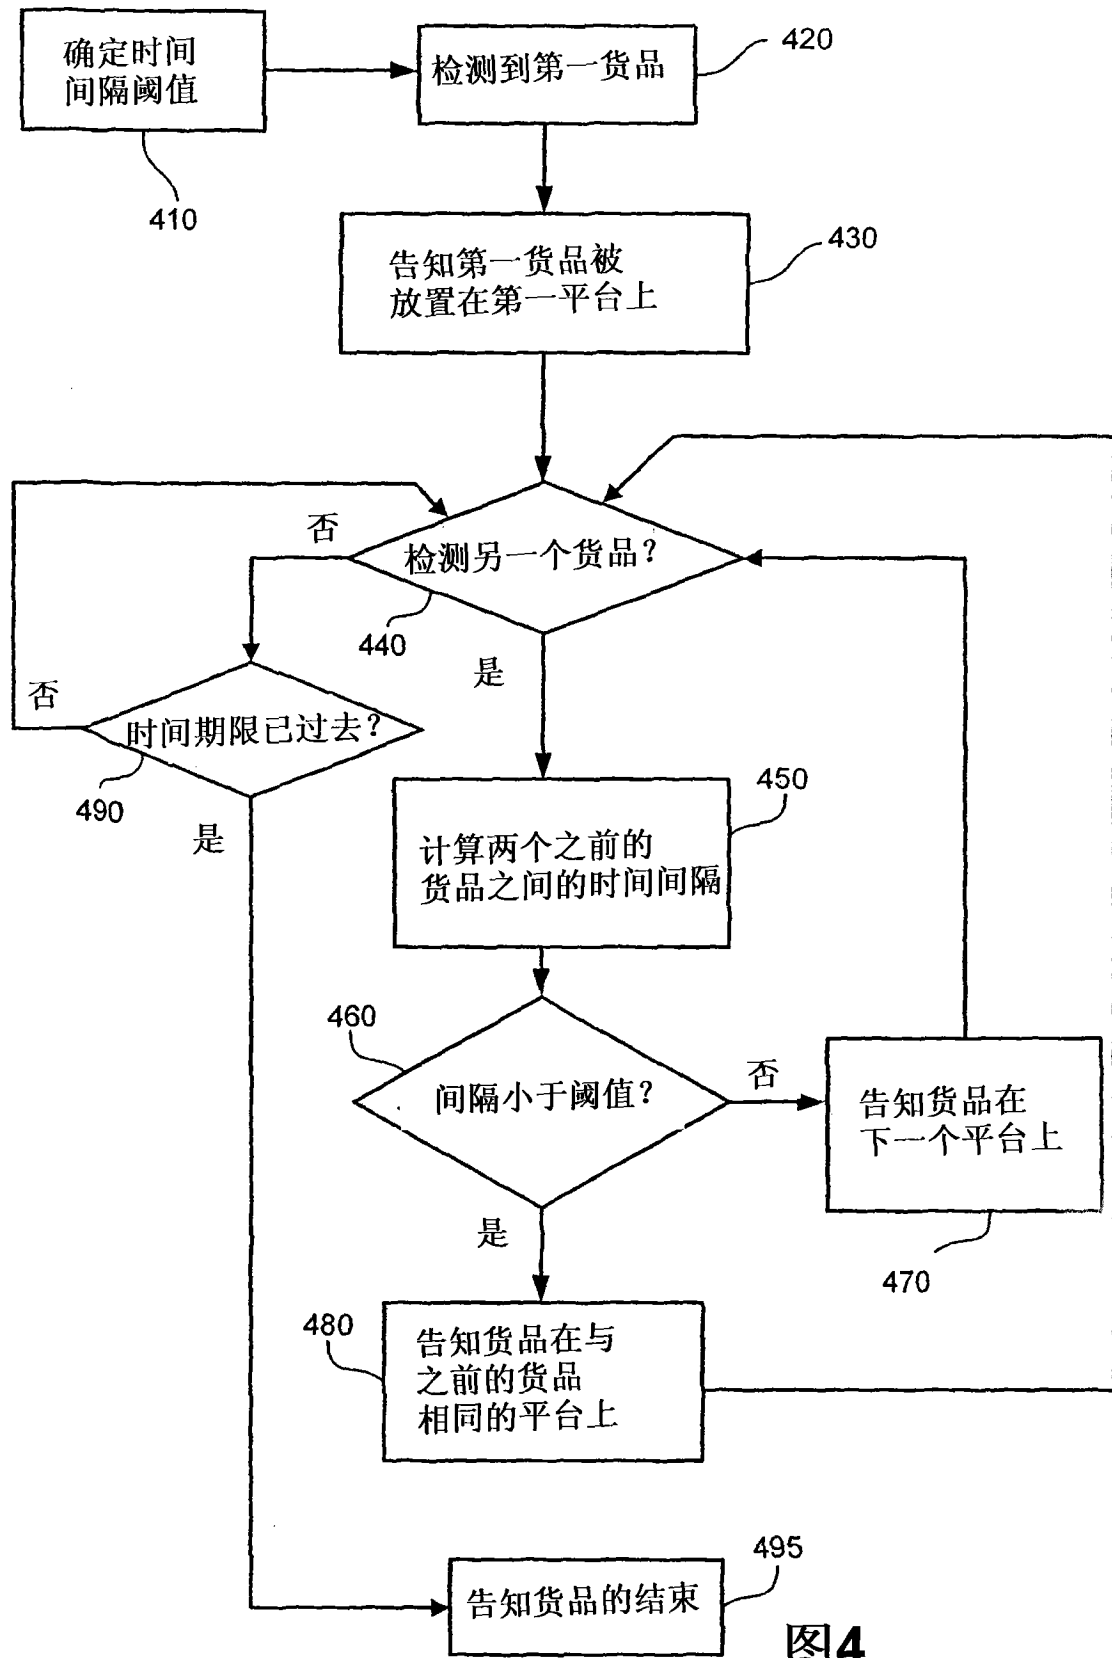 确定时间
间隔阈值
410
检测到第一货品
420
告知第一货品被
放置在第一平台上
430
否
检测另一个货品？
440
是
否
时间期限已过去？
490
是
450
计算两个之前的
货品之间的时间间隔
460
间隔小于阈值？
否
告知货品在
下一个平台上
470
是
480
告知货品在与
之前的货品
相同的平台上
495
告知货品的结束
图4